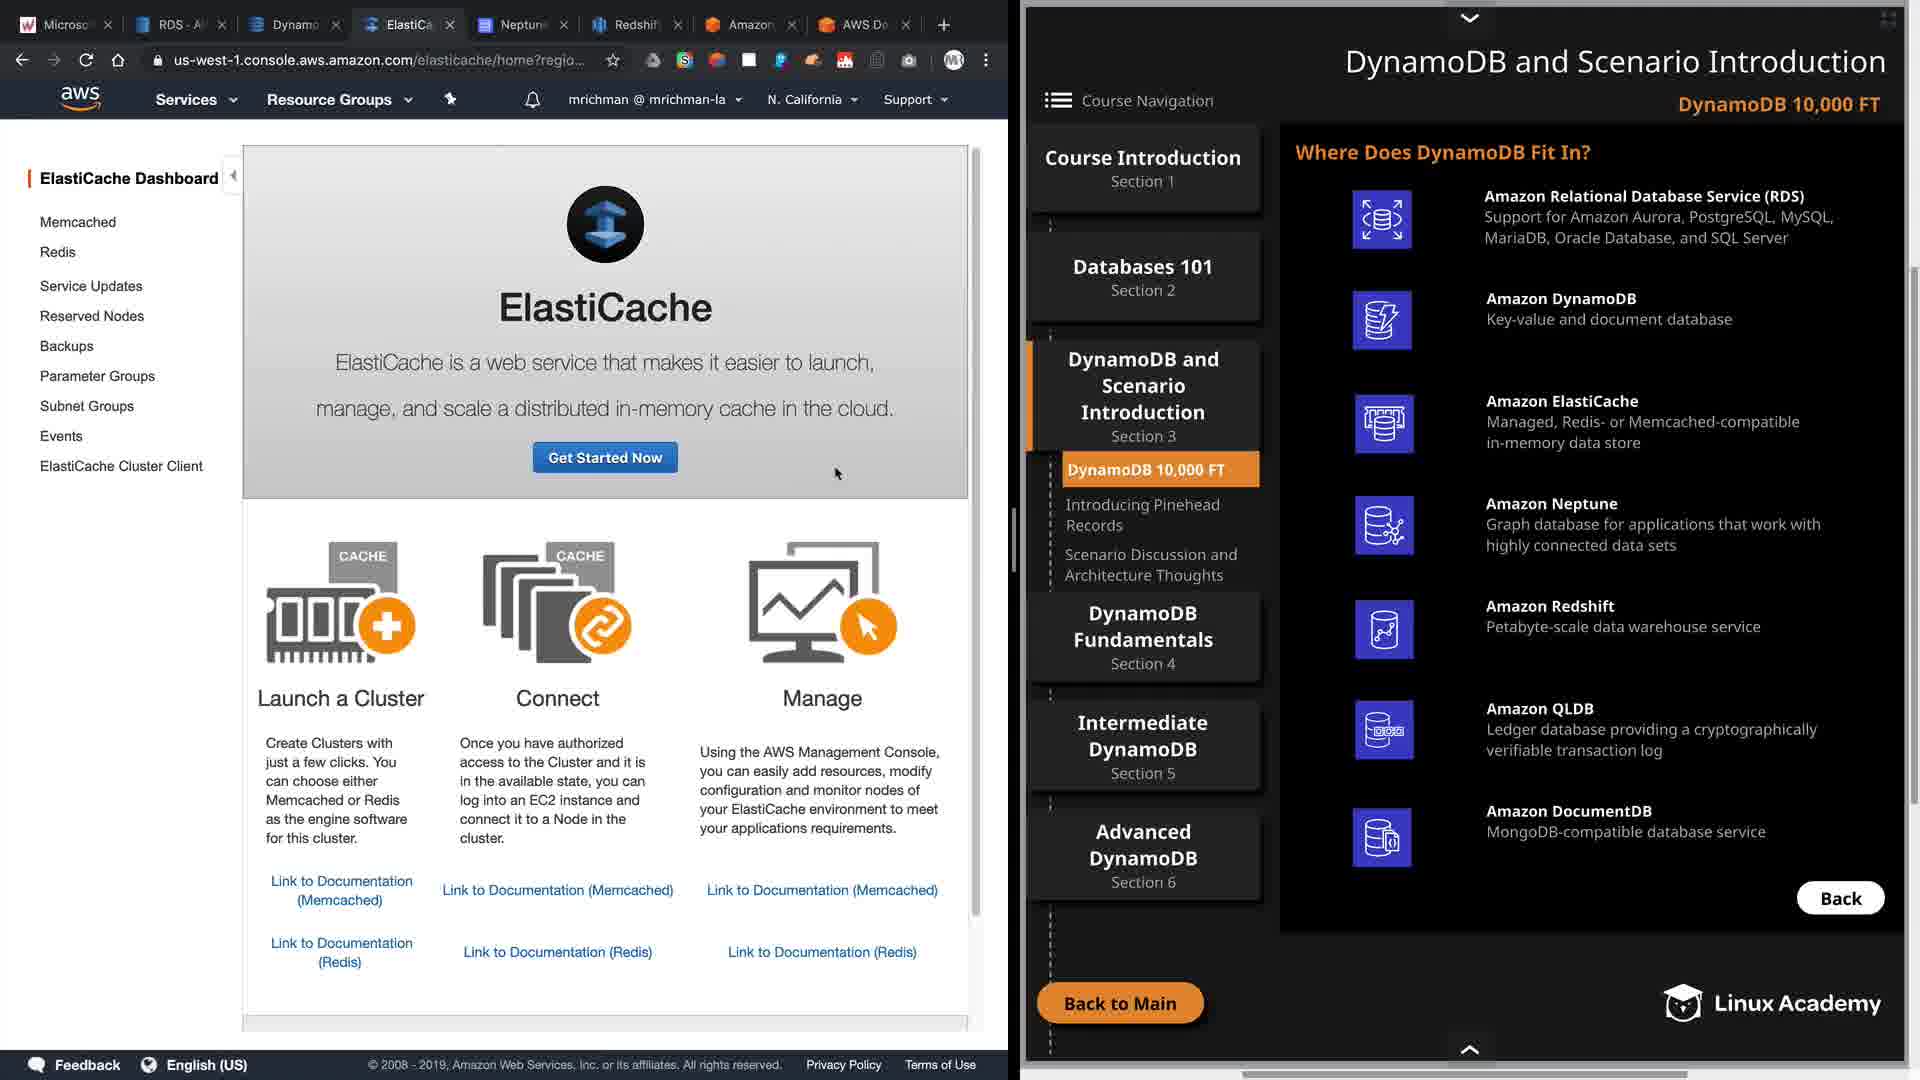 Microso
RDS - A
Dynamo
ElastiCa
Neptune
Redshif
Amazon
AWS Do
us-west-1.console.aws.amazon.com/elasticache/home?regio...
aws
Services
Resource Groups
mrichman @ mrichman-la
N. California
Support
ElastiCache Dashboard
Memcached
Redis
Service Updates
Reserved Nodes
Backups
Parameter Groups
Subnet Groups
Events
ElastiCache Cluster Client
ElastiCache
ElastiCache is a web service that makes it easier to launch,
manage, and scale a distributed in-memory cache in the cloud.
Get Started Now
CACHE
Launch a Cluster
Create Clusters with
just a few clicks. You
can choose either
Memcached or Redis
as the engine software
for this cluster.
Link to Documentation
(Memcached)
Link to Documentation
(Redis)
CACHE
Connect
Once you have authorized
access to the Cluster and it is
in the available state, you can
log into an EC2 instance and
connect it to a Node in the
cluster.
Link to Documentation (Memcached)
Link to Documentation (Redis)
Manage
Using the AWS Management Console,
you can easily add resources, modify
configuration and monitor nodes of
your ElastiCache environment to meet
your applications requirements.
Link to Documentation (Memcached)
Link to Documentation (Redis)
Feedback
English (US)
© 2008 - 2019, Amazon Web Services, Inc. or its affiliates. All rights reserved.
Privacy Policy
Terms of Use
DynamoDB and Scenario Introduction
DynamoDB 10,000 FT
Course Navigation
Course Introduction
Section 1
Databases 101
Section 2
DynamoDB and
Scenario
Introduction
Section 3
DynamoDB 10,000 FT
Introducing Pinehead
Records
Scenario Discussion and
Architecture Thoughts
DynamoDB
Fundamentals
Section 4
Intermediate
DynamoDB
Section 5
Advanced
DynamoDB
Section 6
Back to Main
Where Does DynamoDB Fit In?
Amazon Relational Database Service (RDS)
Support for Amazon Aurora, PostgreSQL, MySQL,
MariaDB, Oracle Database, and SQL Server
Amazon DynamoDB
Key-value and document database
Amazon ElastiCache
Managed, Redis- or Memcached-compatible
in-memory data store
Amazon Neptune
Graph database for applications that work with
highly connected data sets
Amazon Redshift
Petabyte-scale data warehouse service
Amazon QLDB
Ledger database providing a cryptographically
verifiable transaction log
Amazon DocumentDB
MongoDB-compatible database service
Back
Linux Academy